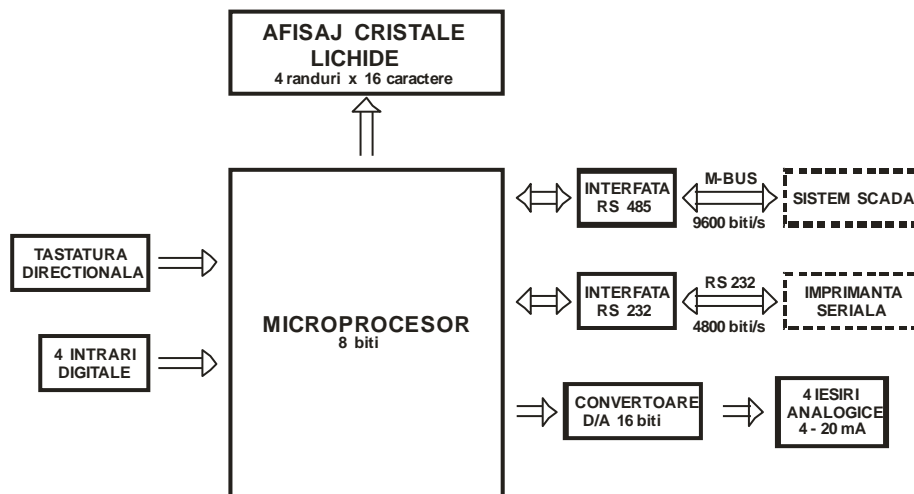 AFISAJ CRISTALE
LICHIDE
4 randuri x 16 caractere
TASTATURA
DIRECTIONALA
4 INTRARI
DIGITALE
MICROPROCESOR
8 biti
INTERFATA
RS 485
M-BUS
9600 biti/s
SISTEM SCADA
INTERFATA
RS 232
RS 232
4800 biti/s
IMPRIMANTA
SERIALA
CONVERTOARE
D/A 16 biti
4 IESIRI
ANALOGICE
4 - 20 mA